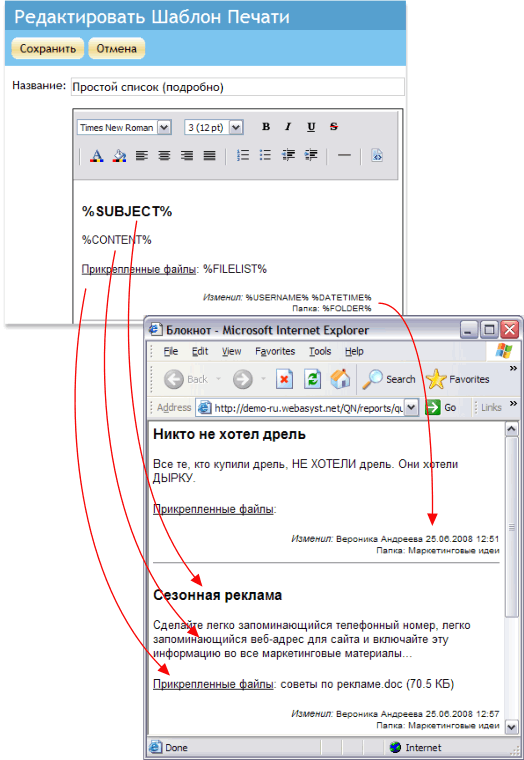 Редактировать Шаблон Печати
Сохранить Отмена
Название: Простой список (подробно)
Times New Roman 3 (12 pt) B I U S
%SUBJECT%
%CONTENT%
Прикрепленные файлы: %FILELIST%
Изменил: %USERNAME% %DATETIME%
Папка: %FOLDER%
Блокнот - Microsoft Internet Explorer
File Edit View Favorites Tools Help
Back Search Favorites
Address http://demo-ru.webasyst.net/QN/reports/qu Go Links
Никто не хотел дрель
Все те, кто купили дрель, НЕ ХОТЕЛИ дрель. Они хотели
ДЫРКУ.
Прикрепленные файлы:
Изменил: Вероника Андреева 25.06.2008 12:51
Папка: Маркетинговые идеи
Сезонная реклама
Сделайте легко запоминающийся телефонный номер, легко
запоминающийся веб-адрес для сайта и включайте эту
информацию во все маркетинговые материалы...
Прикрепленные файлы: советы по рекламе.doc (70.5 КБ)
Изменил: Вероника Андреева 25.06.2008 12:57
Папка: Маркетинговые идеи
Done Internet